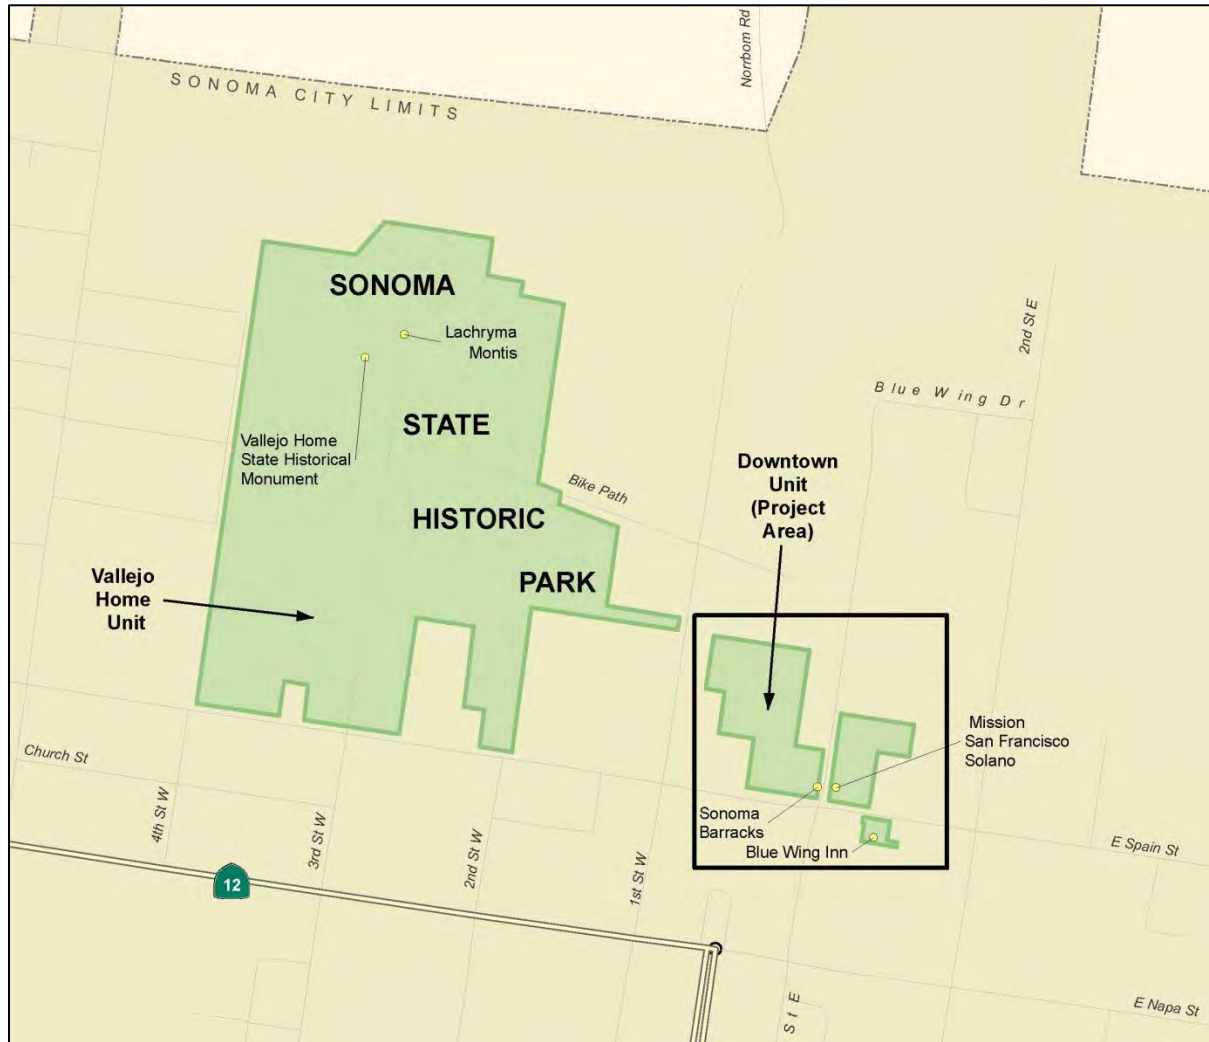 Norrbom Rd
SONOMA CITY LIMITS
SONOMA
Lachryma
Montis
2nd St E
Blue Wing Dr
STATE
Vallejo Home
State Historical
Monument
Downtown
Unit
(Project
Area)
Bike Path
HISTORIC
PARK
Vallejo
Home
Unit
Mission
San Francisco
Solano
Church St
4th St W
3rd St W
2nd St W
1st St W
Sonoma
Barracks
Blue Wing Inn
E Spain St
12
St E
E Napa St